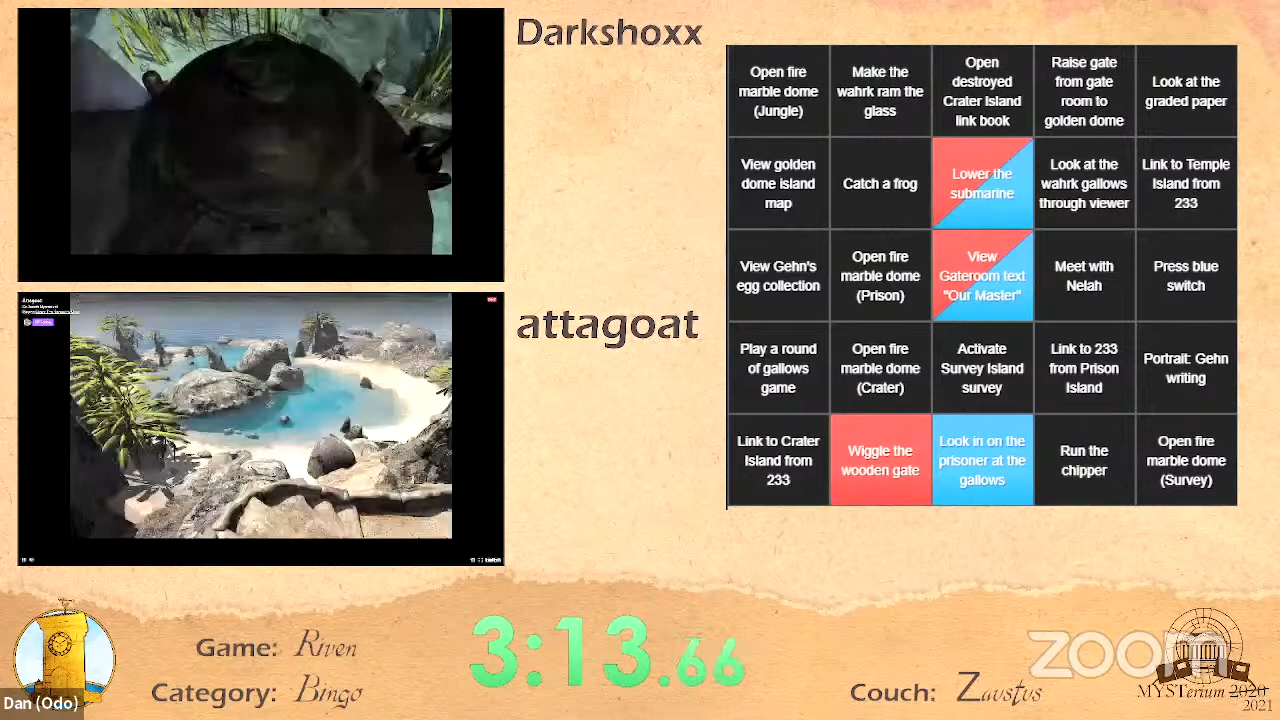 Darkshoxx
attagoat
Open fire
marble dome
(Jungle)
Make the
wahrk ram the
glass
Open
destroyed
Crater Island
link book
Raise gate
from gate
room to
golden dome
Look at the
graded paper
View golden
dome island
map
Catch a frog
Lower the
submarine
Look at the
wahrk gallows
through viewer
Link to Temple
Island from
233
View Gehn's
egg collection
Open fire
marble dome
(Prison)
View
Gateroom text
"Our Master"
Meet with
Nelah
Press blue
switch
Play a round
of gallows
game
Open fire
marble dome
(Crater)
Activate
Survey Island
survey
Link to 233
from Prison
Island
Portrait: Gehn
writing
Link to Crater
Island from
233
Wiggle the
wooden gate
Look in on the
prisoner at the
gallows
Run the
chipper
Open fire
marble dome
(Survey)
Game: Riven
Category: Bingo
3:13.66
Couch: Zaustus
zoom
MYSTerium 2020
2021
Dan (Odo)